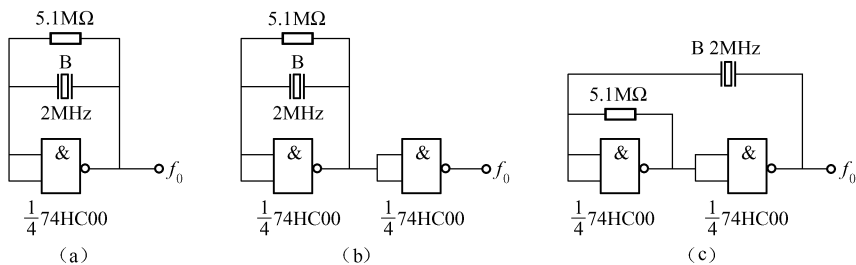 5.1MΩ
B
2MHz
&
f₀
1/4 74HC00
(a)
5.1MΩ
B
2MHz
&
&
f₀
1/4 74HC00
1/4 74HC00
(b)
B 2MHz
5.1MΩ
&
&
f₀
1/4 74HC00
1/4 74HC00
(c)